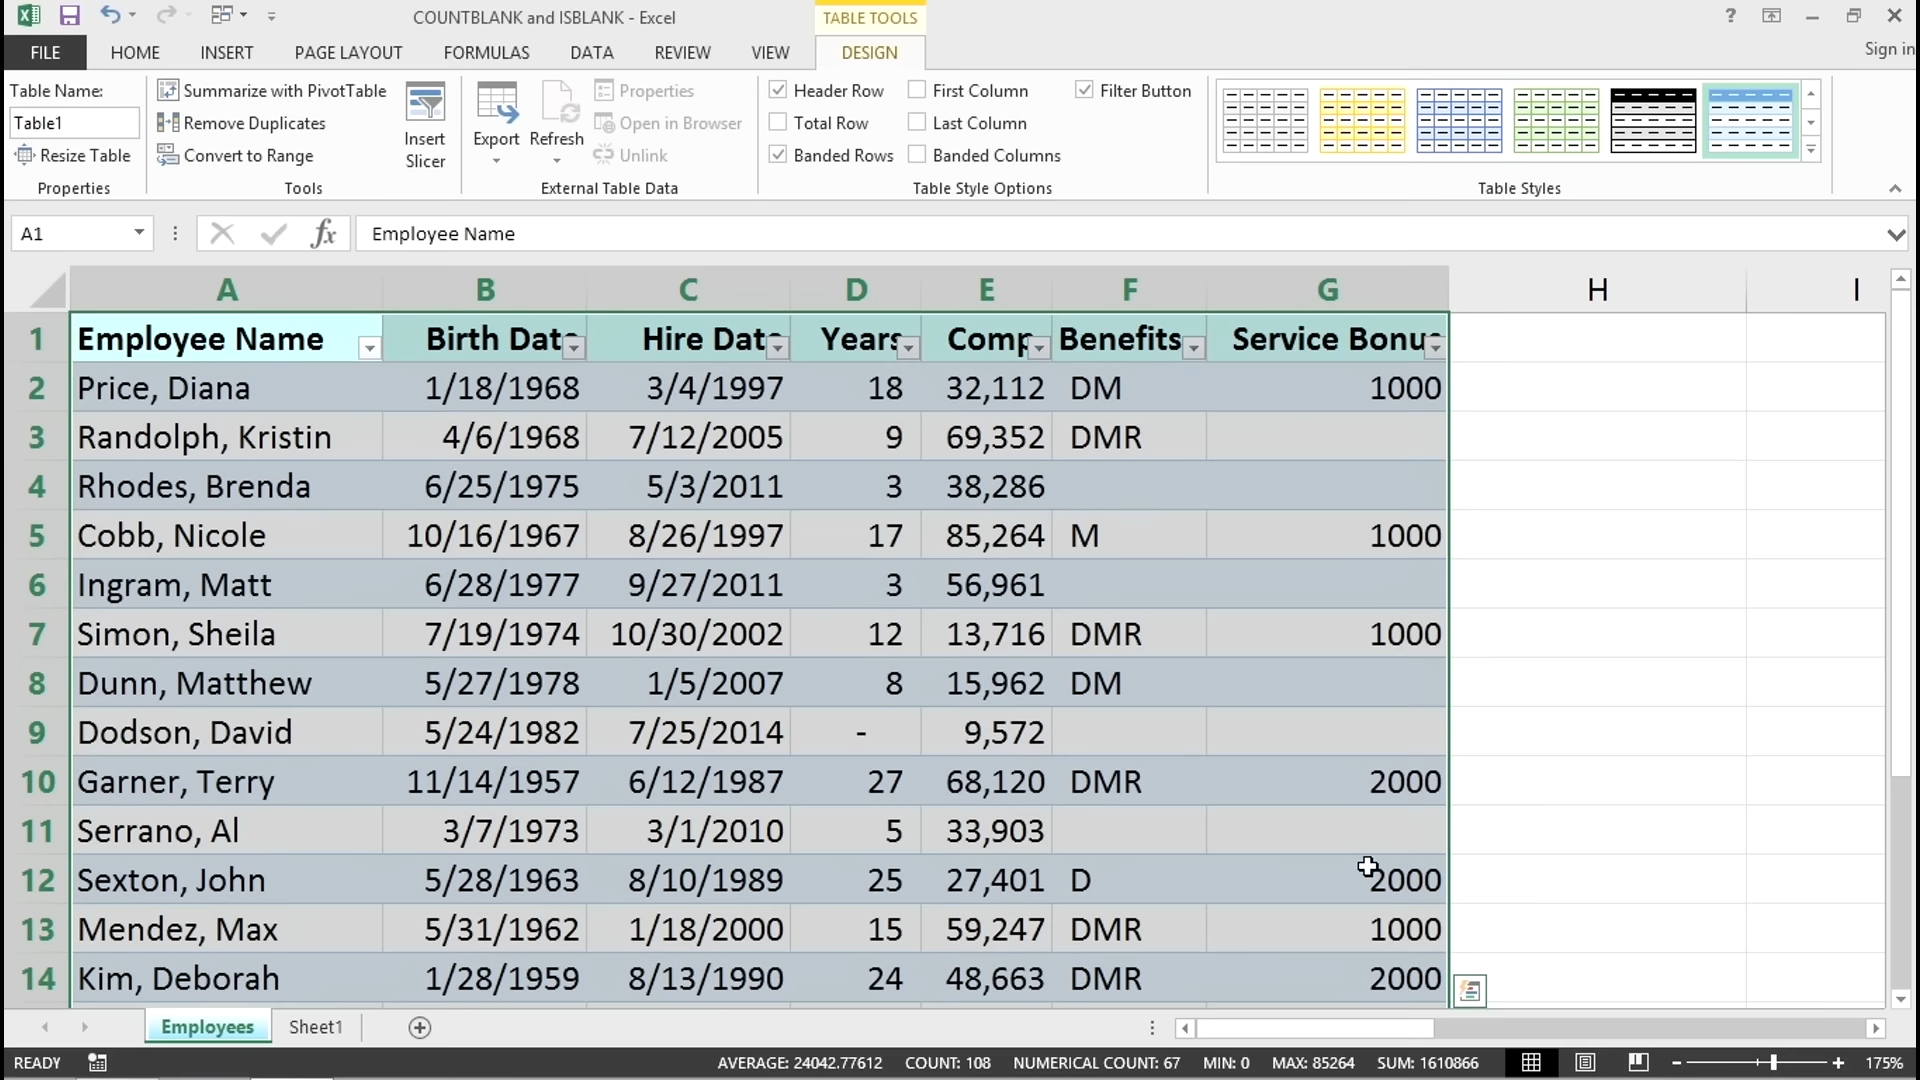 COUNTBLANK and ISBLANK - Excel
TABLE TOOLS
?
Sign in
FILE HOME INSERT PAGE LAYOUT FORMULAS DATA REVIEW VIEW DESIGN
Table Name:
Table1
Resize Table
Properties
Summarize with PivotTable
Remove Duplicates
Convert to Range
Tools
Insert
Slicer
Export
Refresh
Properties
Open in Browser
Unlink
External Table Data
Header Row
First Column
Filter Button
Total Row
Last Column
Banded Rows
Banded Columns
Table Style Options
Table Styles
A1
fx
Employee Name
A B C D E F G H I
1 Employee Name Birth Date Hire Date Years Comp Benefits Service Bonu
2 Price, Diana 1/18/1968 3/4/1997 18 32,112 DM 1000
3 Randolph, Kristin 4/6/1968 7/12/2005 9 69,352 DMR
4 Rhodes, Brenda 6/25/1975 5/3/2011 3 38,286
5 Cobb, Nicole 10/16/1967 8/26/1997 17 85,264 M 1000
6 Ingram, Matt 6/28/1977 9/27/2011 3 56,961
7 Simon, Sheila 7/19/1974 10/30/2002 12 13,716 DMR 1000
8 Dunn, Matthew 5/27/1978 1/5/2007 8 15,962 DM
9 Dodson, David 5/24/1982 7/25/2014 - 9,572
10 Garner, Terry 11/14/1957 6/12/1987 27 68,120 DMR 2000
11 Serrano, Al 3/7/1973 3/1/2010 5 33,903
12 Sexton, John 5/28/1963 8/10/1989 25 27,401 D 2000
13 Mendez, Max 5/31/1962 1/18/2000 15 59,247 DMR 1000
14 Kim, Deborah 1/28/1959 8/13/1990 24 48,663 DMR 2000
Employees Sheet1
READY AVERAGE: 24042.77612 COUNT: 108 NUMERICAL COUNT: 67 MIN: 0 MAX: 85264 SUM: 1610866 175%